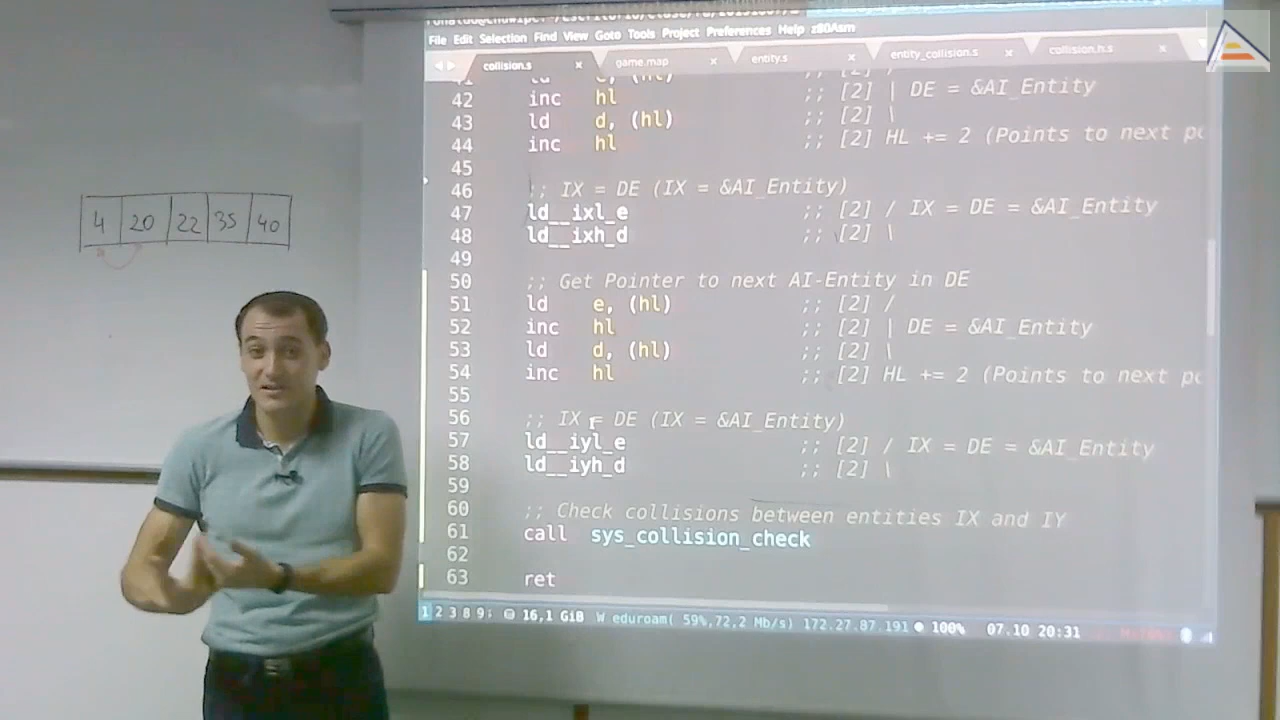 File Edit Selection Find View Goto Tools Project Preferences Help z80Asm
collision.s × game.map × entity.s × entity_collision.s × collision.h.s ×
42 inc hl ;; [2] | DE = &AI_Entity
43 ld d, (hl) ;; [2] \
44 inc hl ;; [2] HL += 2 (Points to next
45
46 ;; IX = DE (IX = &AI_Entity)
47 ld__ixl_e ;; [2] / IX = DE = &AI_Entity
48 ld__ixh_d ;; [2] \
49
50 ;; Get Pointer to next AI-Entity in DE
51 ld e, (hl) ;; [2] /
52 inc hl ;; [2] | DE = &AI_Entity
53 ld d, (hl) ;; [2] \
54 inc hl ;; [2] HL += 2 (Points to next
55
56 ;; IX = DE (IX = &AI_Entity)
57 ld__iyl_e ;; [2] / IX = DE = &AI_Entity
58 ld__iyh_d ;; [2] \
59
60 ;; Check collisions between entities IX and IY
61 call sys_collision_check
62
63 ret
1 2 3 8 9: 16,1 GiB W eduroam( 59%,72,2 Mb/s) 172.27.87.191 100% 07.10 20:31
4 20 22 35 40